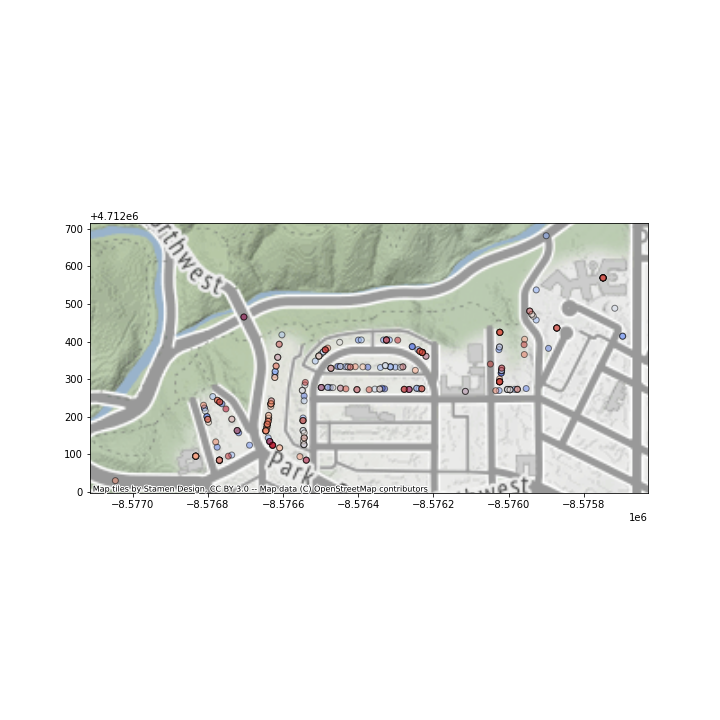 +4.712e6
700
600
500
400
300
200
100
0
rthwest
Park
hwest
Map tiles by Stamen Design, CC BY 3.0 -- Map data (C) OpenStreetMap contributors
−8.5770
−8.5768
−8.5766
−8.5764
−8.5762
−8.5760
−8.5758
1e6